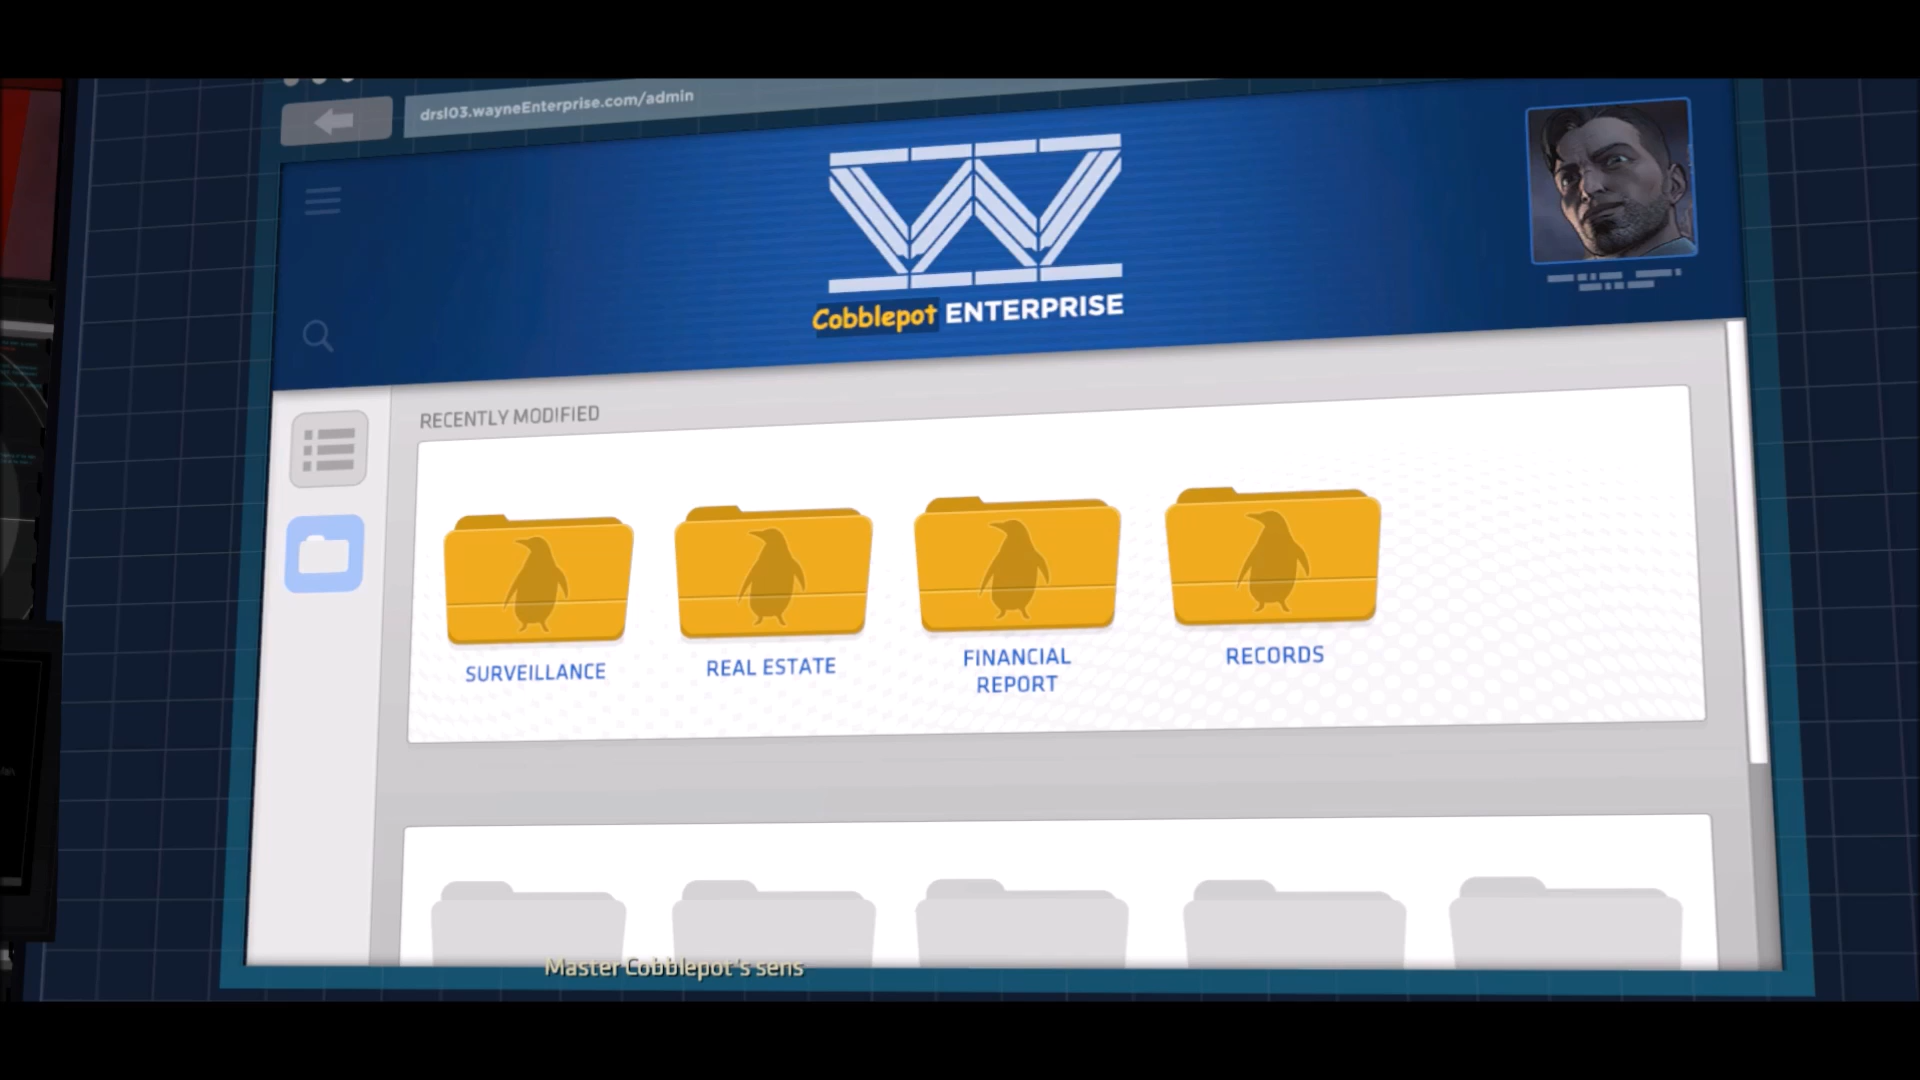 drsl03.wayneEnterprise.com/admin
Cobblepot ENTERPRISE
RECENTLY MODIFIED
SURVEILLANCE
REAL ESTATE
FINANCIAL
REPORT
RECORDS
Master Cobblepot's sens